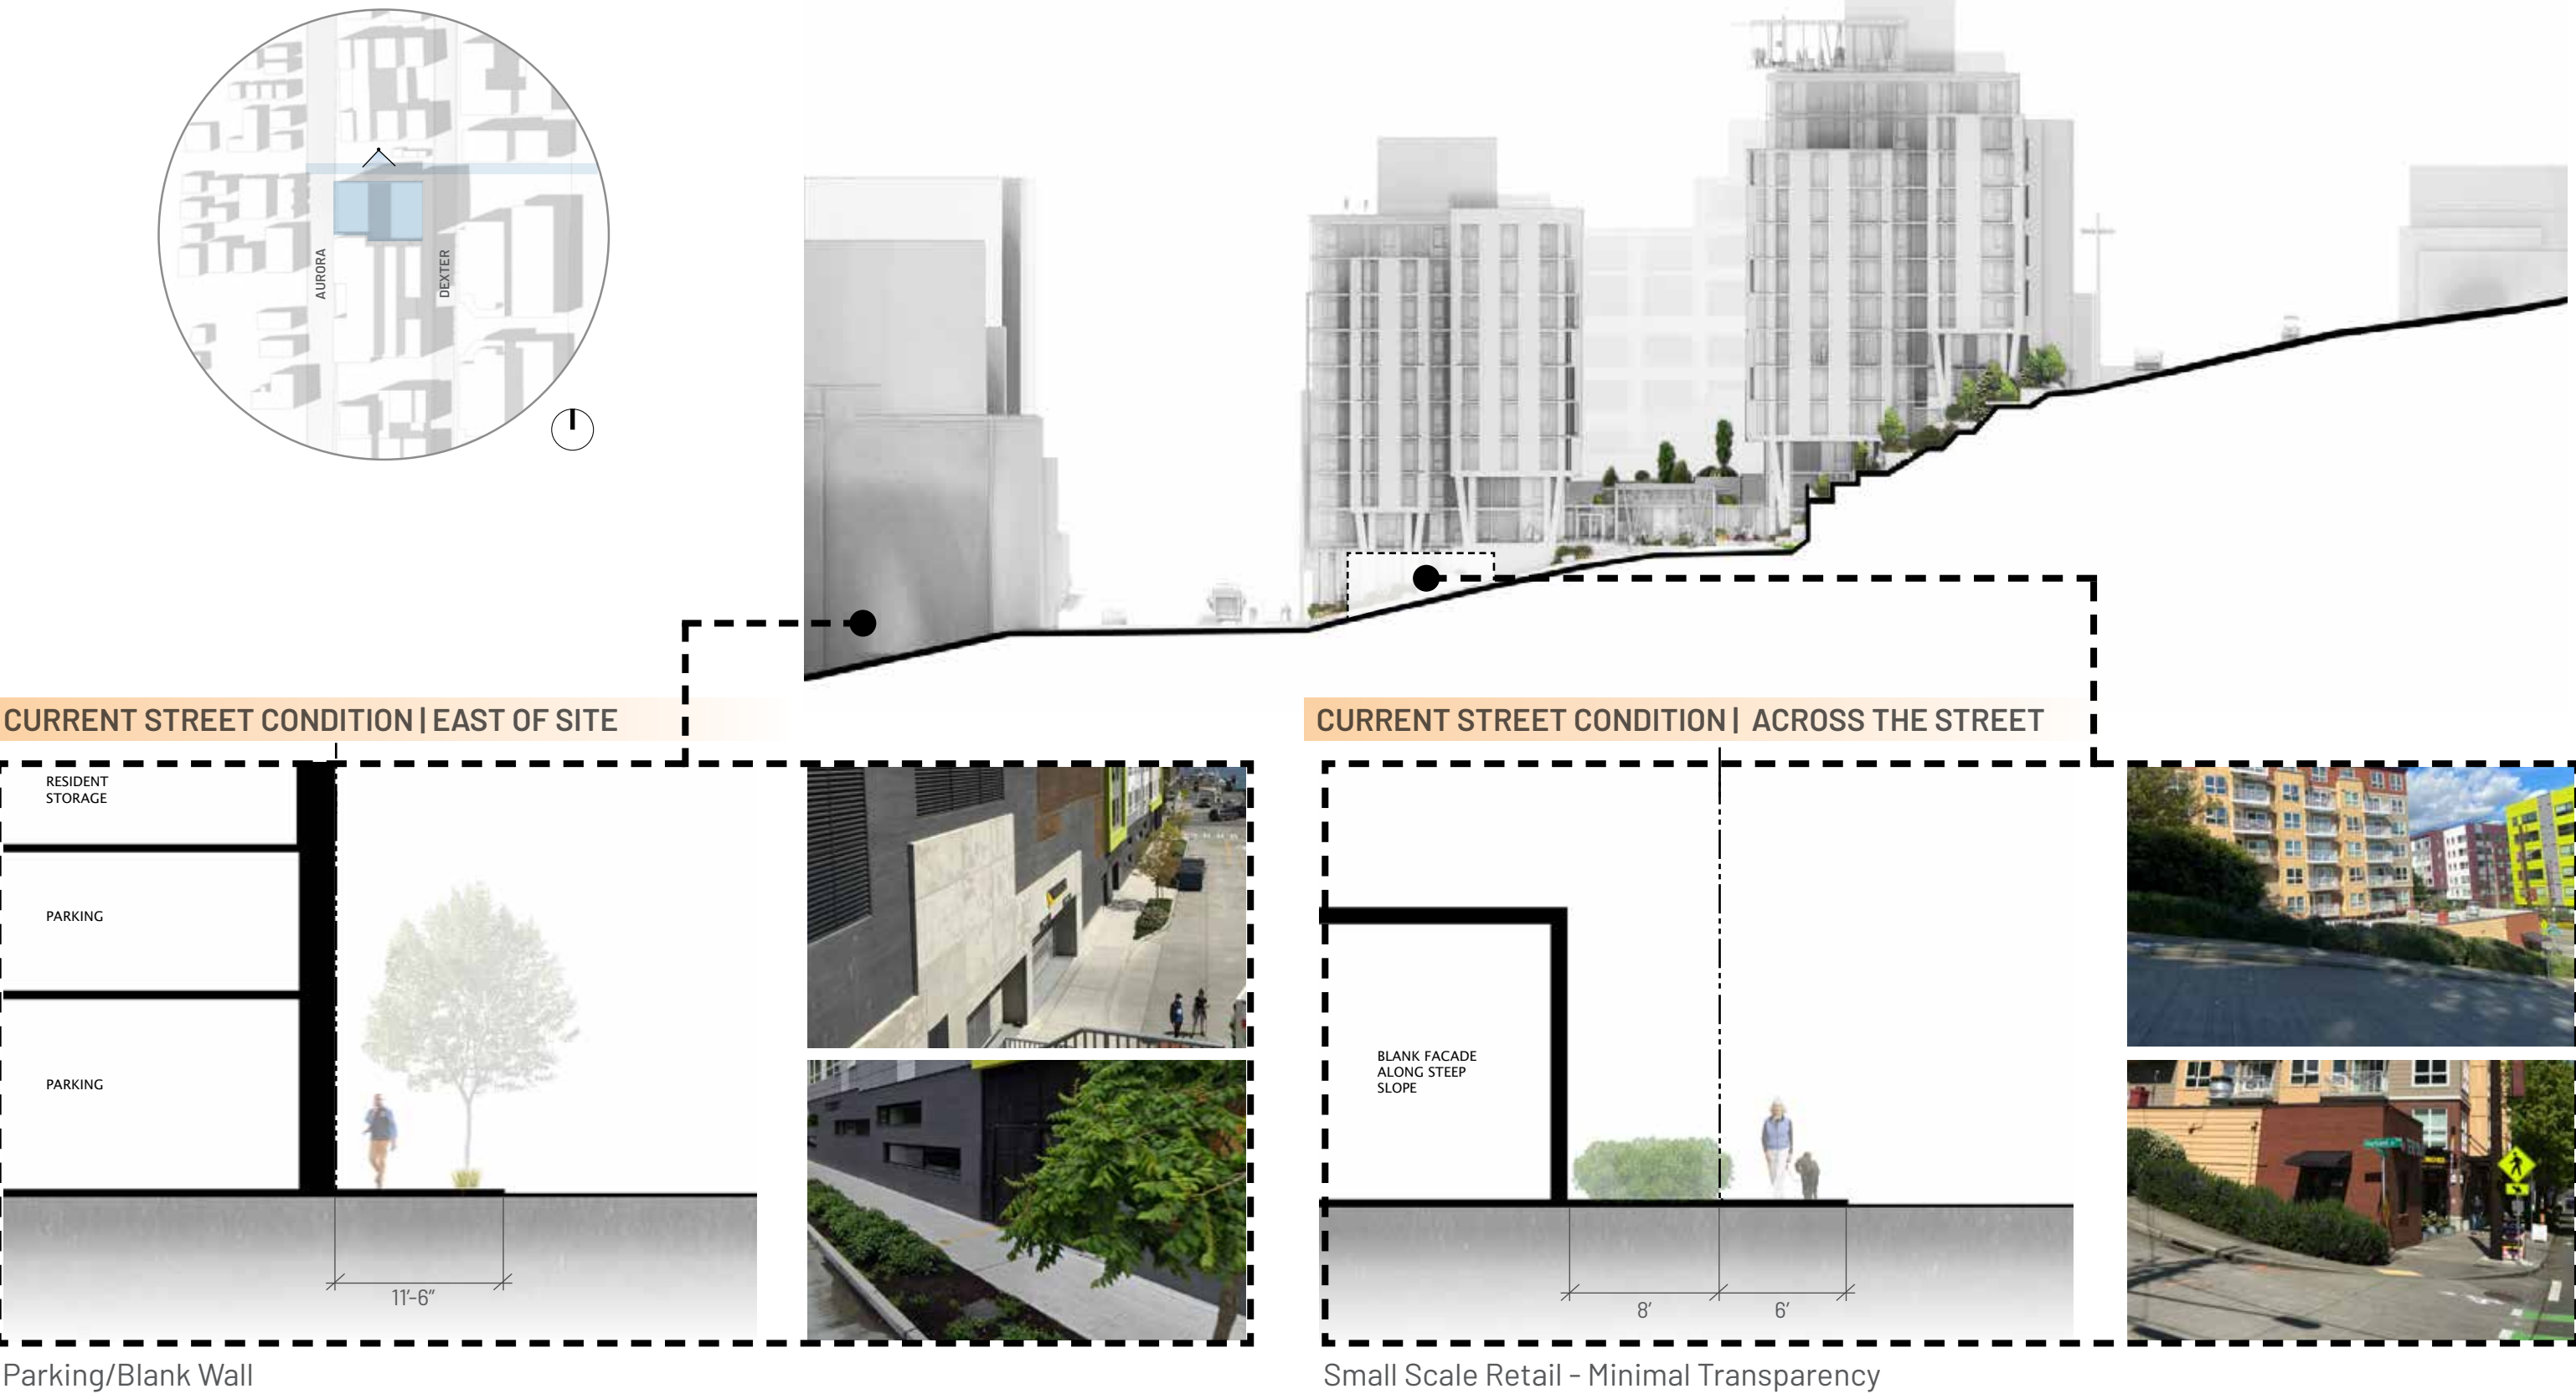 AURORA
DEXTER
CURRENT STREET CONDITION | EAST OF SITE
RESIDENT
STORAGE
PARKING
PARKING
11'-6"
Parking/Blank Wall
CURRENT STREET CONDITION | ACROSS THE STREET
BLANK FACADE
ALONG STEEP
SLOPE
8'
6'
Small Scale Retail - Minimal Transparency